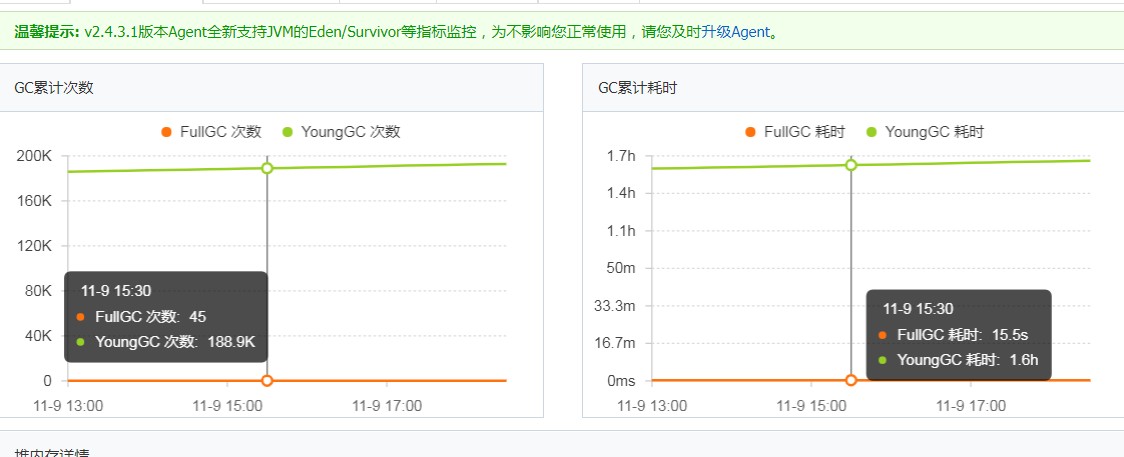 温馨提示: v2.4.3.1版本Agent全新支持JVM的Eden/Survivor等指标监控，为不影响您正常使用，请您及时升级Agent。
GC累计次数
FullGC 次数 YoungGC 次数
200K
160K
120K
80K
40K
0
11-9 15:30
FullGC 次数: 45
YoungGC 次数: 188.9K
11-9 13:00 11-9 15:00 11-9 17:00
GC累计耗时
FullGC 耗时 YoungGC 耗时
1.7h
1.4h
1.1h
50m
33.3m
16.7m
0ms
11-9 15:30
FullGC 耗时: 15.5s
YoungGC 耗时: 1.6h
11-9 13:00 11-9 15:00 11-9 17:00
堆内存详情